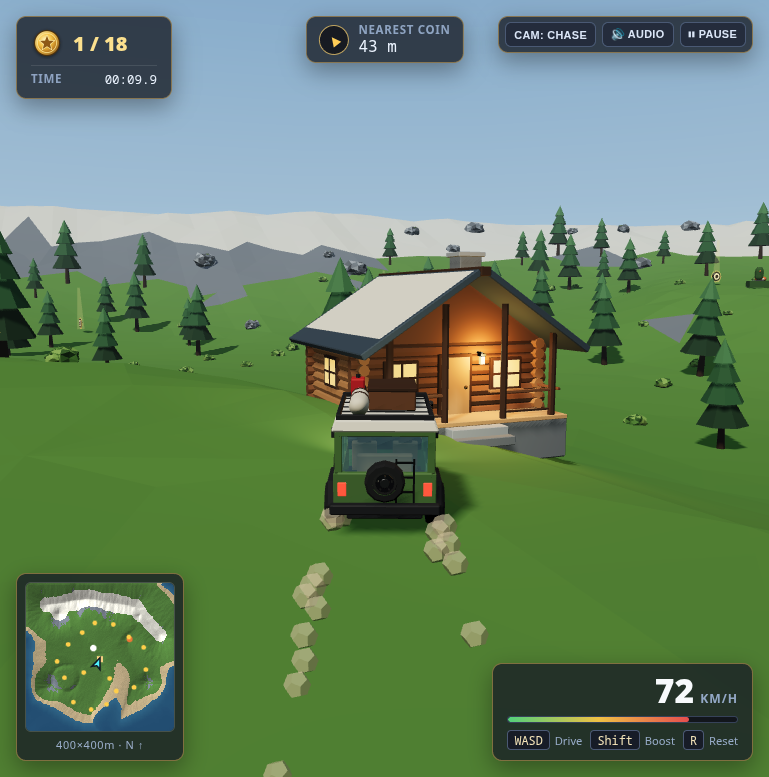 1 / 18
TIME 00:09.9
NEAREST COIN
43 m
CAM: CHASE AUDIO PAUSE
400×400m · N ↑
72 KM/H
WASD Drive Shift Boost R Reset